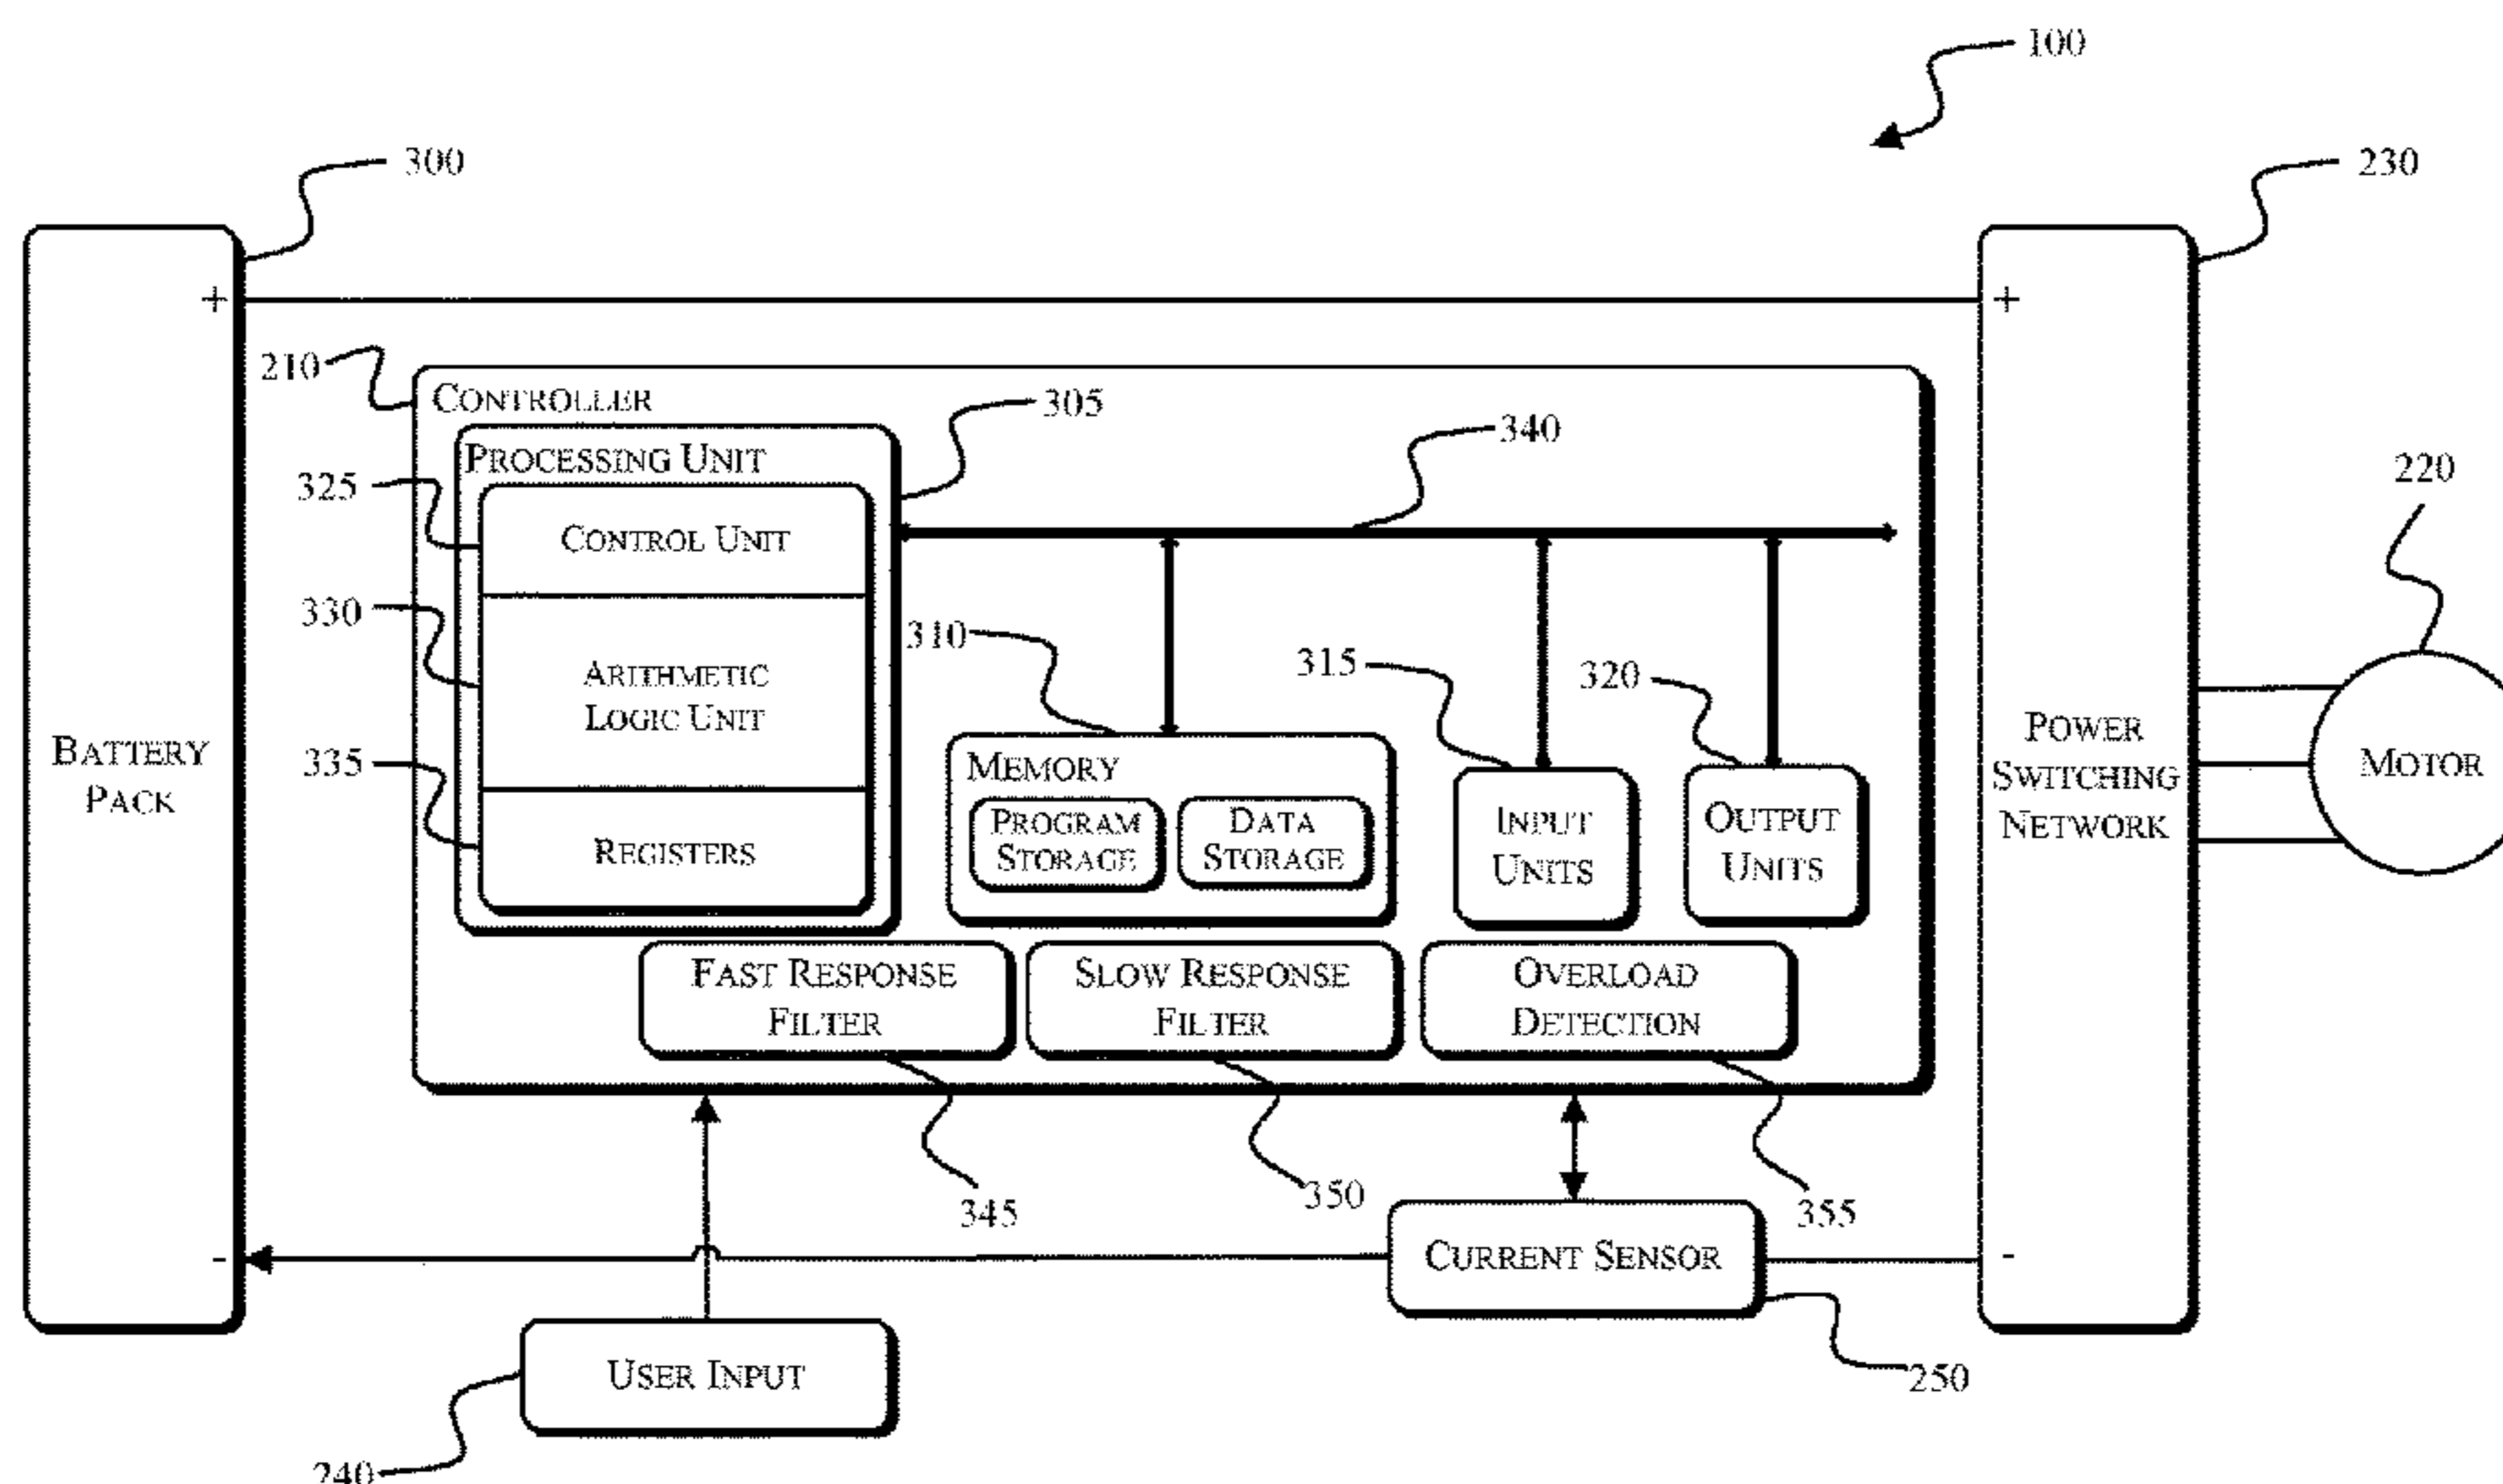 100
300
230
+
+
210
CONTROLLER
305
340
PROCESSING UNIT
325
220
CONTROL UNIT
330
310
315
320
ARITHMETIC
LOGIC UNIT
335
BATTERY
PACK
POWER
SWITCHING
NETWORK
MOTOR
MEMORY
PROGRAM
STORAGE
DATA
STORAGE
INPUT
UNITS
OUTPUT
UNITS
REGISTERS
FAST RESPONSE
FILTER
SLOW RESPONSE
FILTER
OVERLOAD
DETECTION
345
350
355
-
CURRENT SENSOR
-
USER INPUT
250
240